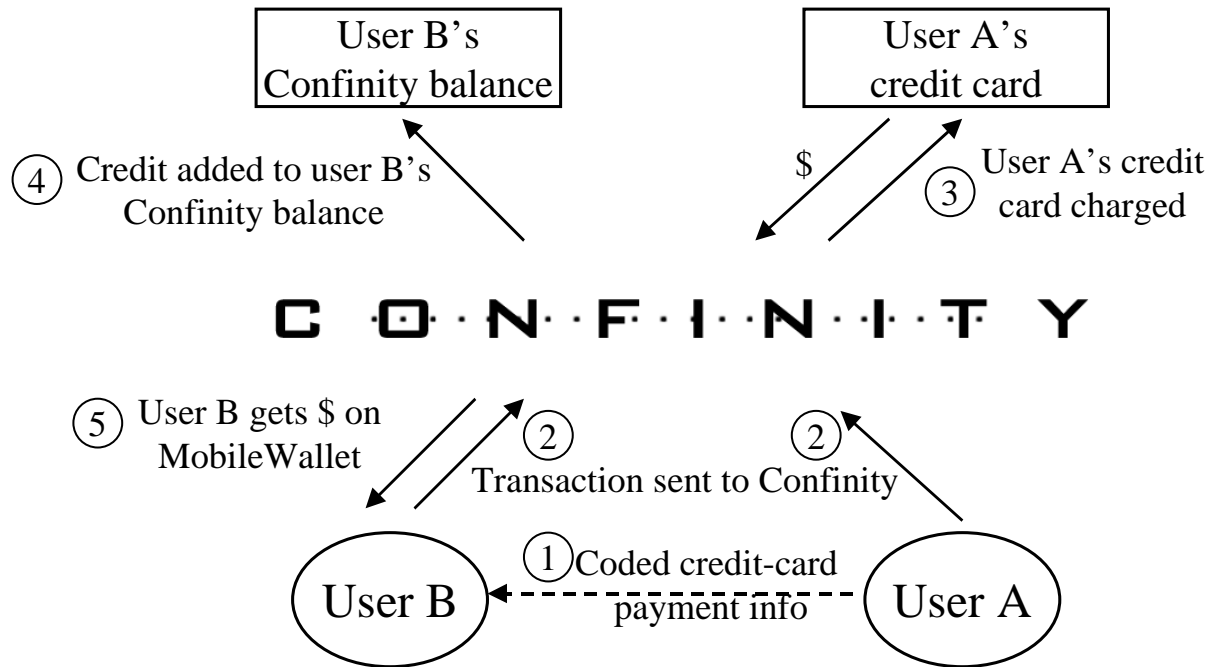 User B’s
Confinity balance
User A’s
credit card
4 Credit added to user B’s
Confinity balance
$
3 User A’s credit
card charged
CONFINITY
5 User B gets $ on
MobileWallet
2
2
Transaction sent to Confinity
1 Coded credit-card
payment info
User B
User A